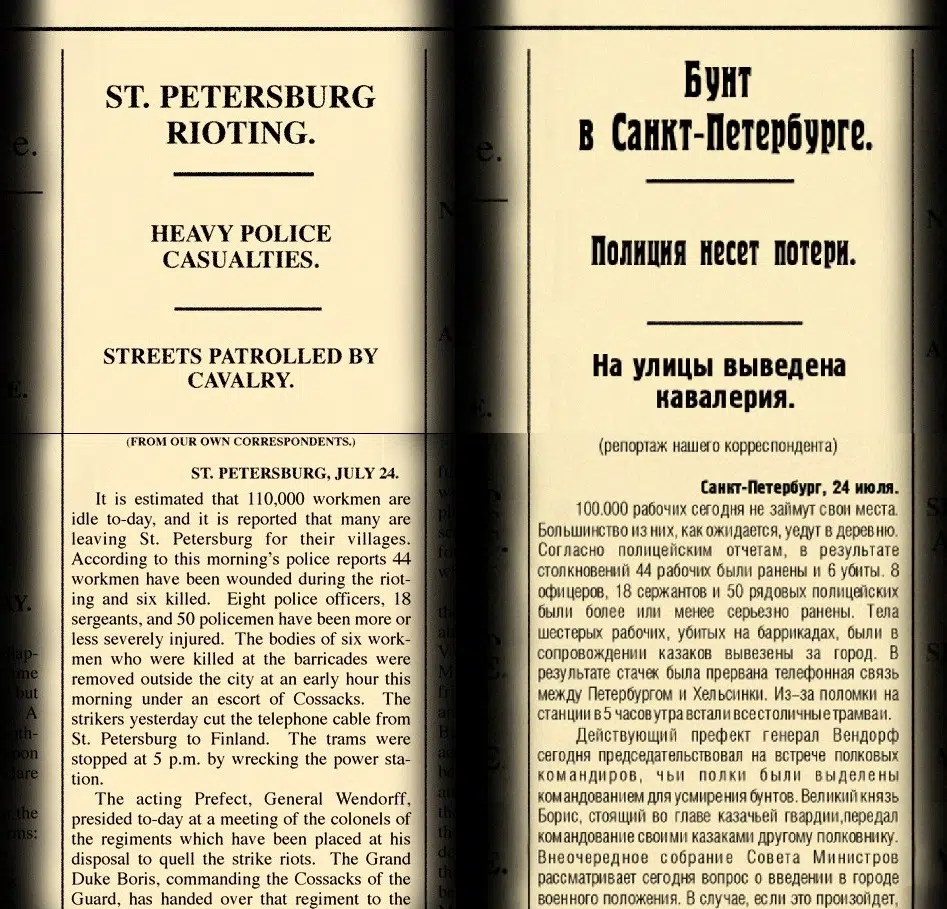 ST. PETERSBURG
RIOTING.
HEAVY POLICE
CASUALTIES.
STREETS PATROLLED BY
CAVALRY.
(FROM OUR OWN CORRESPONDENTS.)
ST. PETERSBURG, JULY 24.
It is estimated that 110,000 workmen are
idle to-day, and it is reported that many are
leaving St. Petersburg for their villages.
According to this morning's police reports 44
workmen have been wounded during the riot-
ing and six killed. Eight police officers, 18
sergeants, and 50 policemen have been more or
less severely injured. The bodies of six work-
men who were killed at the barricades were
removed outside the city at an early hour this
morning under an escort of Cossacks. The
strikers yesterday cut the telephone cable from
St. Petersburg to Finland. The trams were
stopped at 5 p.m. by wrecking the power sta-
tion.
The acting Prefect, General Wendorff,
presided to-day at a meeting of the colonels of
the regiments which have been placed at his
disposal to quell the strike riots. The Grand
Duke Boris, commanding the Cossacks of the
Guard, has handed over that regiment to the
Бунт
в Санкт-Петербурге.
Полиция несет потери.
На улицы выведена
кавалерия.
(репортаж нашего корреспондента)
Санкт-Петербург, 24 июля.
100.000 рабочих сегодня не займут свои места.
Большинство из них, как ожидается, уедут в деревню.
Согласно полицейским отчетам, в результате
столкновений 44 рабочих были ранены и 6 убиты. 8
офицеров, 18 сержантов и 50 рядовых полицейских
были более или менее серьезно ранены. Тела
шестерых рабочих, убитых на баррикадах, были в
сопровождении казаков вывезены за город. В
результате стачек была прервана телефонная связь
между Петербургом и Хельсинки. Из–за поломки на
станции в 5 часов утра встали все столичные трамваи.
Действующий префект генерал Вендорф
сегодня председательствовал на встрече полковых
командиров, чьи полки были выделены
командованием для усмирения бунтов. Великий князь
Борис, стоящий во главе казачьей гвардии,передал
командование своими казаками другому полковнику.
Внеочередное собрание Совета Министров
рассматривает сегодня вопрос о введении в городе
военного положения. В случае, если это произойдет,